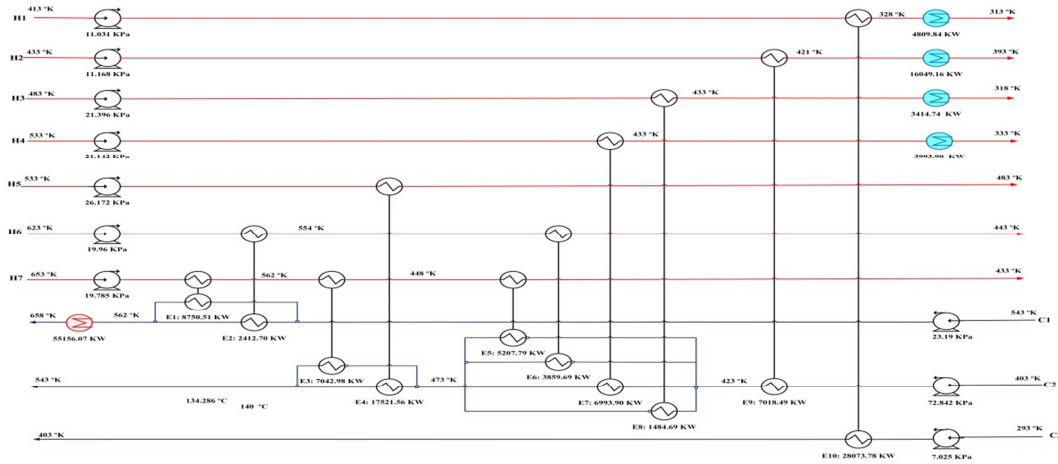 H1 413 °K 328 °K 313 °K
11.031 KPa 4809.84 KW
H2 433 °K 421 °K 393 °K
11.168 KPa 16049.16 KW
H3 483 °K 433 °K 318 °K
21.396 KPa 3414.74 KW
H4 533 °K 433 °K 333 °K
21.142 KPa 3993.90 KW
H5 533 °K 483 °K
26.172 KPa
H6 623 °K 554 °K 443 °K
19.96 KPa
H7 653 °K 562 °K 448 °K 433 °K
19.785 KPa
658 °K 562 °K E1: 8750.51 KW 543 °K C1
55156.07 KW E2: 2412.70 KW 23.19 KPa
E5: 5207.79 KW
E3: 7042.98 KW E6: 3859.69 KW
543 °K 473 °K 423 °K 403 °K C2
134.286 °C 140 °C E4: 17521.56 KW E7: 6993.90 KW E9: 7018.49 KW 72.842 KPa
E8: 1484.69 KW
403 °K 293 °K C
E10: 28073.78 KW 7.025 KPa